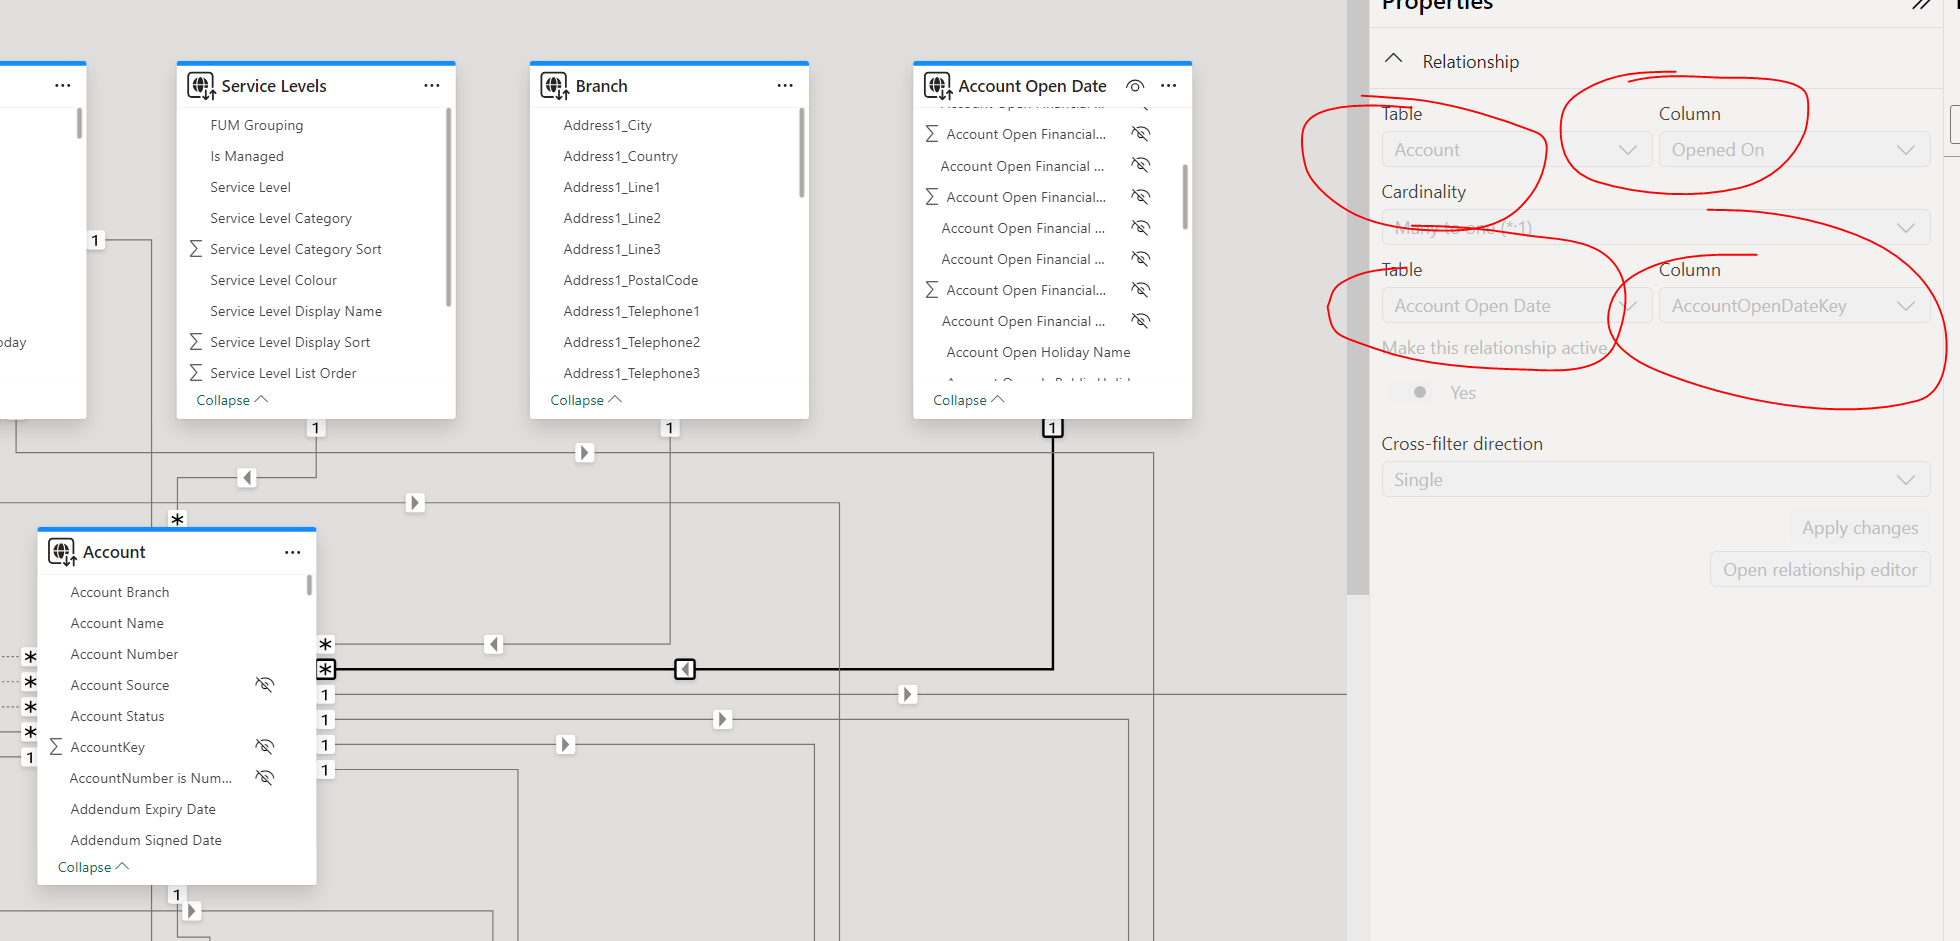 Properties
Relationship
Table
Column
Account
Opened On
Cardinality
Many to one (*:1)
Table
Column
Account Open Date
AccountOpenDateKey
Make this relationship active
Yes
Cross-filter direction
Single
Apply changes
Open relationship editor
Service Levels
FUM Grouping
Is Managed
Service Level
Service Level Category
Service Level Category Sort
Service Level Colour
Service Level Display Name
Service Level Display Sort
Service Level List Order
Collapse
Branch
Address1_City
Address1_Country
Address1_Line1
Address1_Line2
Address1_Line3
Address1_PostalCode
Address1_Telephone1
Address1_Telephone2
Address1_Telephone3
Collapse
Account Open Date
Account Open Financial...
Account Open Financial ...
Account Open Financial...
Account Open Financial ...
Account Open Financial ...
Account Open Financial...
Account Open Financial ...
Account Open Holiday Name
Collapse
oday
1
1
1
1
*
Account
Account Branch
Account Name
Account Number
Account Source
Account Status
AccountKey
AccountNumber is Num...
Addendum Expiry Date
Addendum Signed Date
Collapse
*
*
*
*
1
*
*
1
1
1
1
1